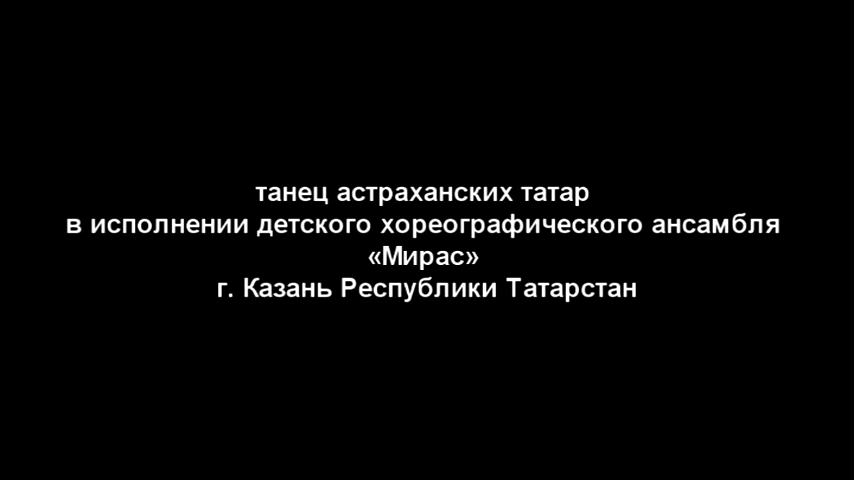 танец астраханских татар
в исполнении детского хореографического ансамбля
«Мирас»
г. Казань Республики Татарстан